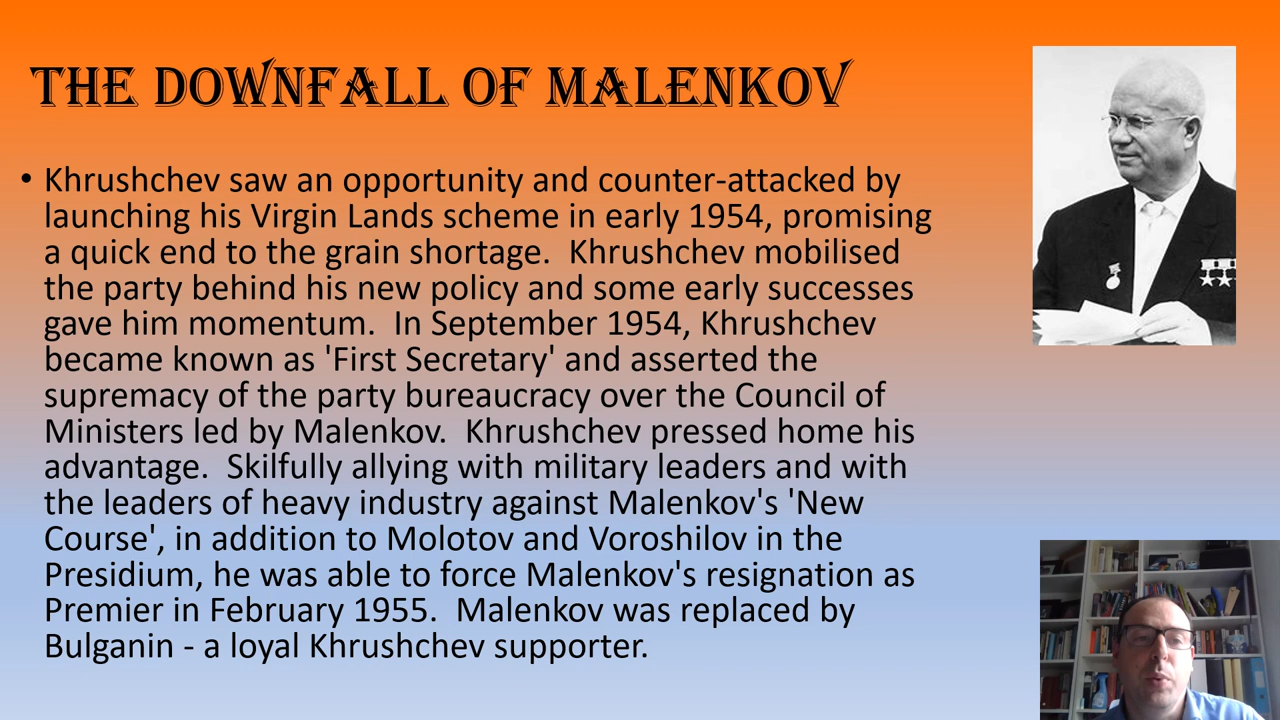 THE DOWNFALL OF MALENKOV
• Khrushchev saw an opportunity and counter-attacked by
launching his Virgin Lands scheme in early 1954, promising
a quick end to the grain shortage.  Khrushchev mobilised
the party behind his new policy and some early successes
gave him momentum.  In September 1954, Khrushchev
became known as 'First Secretary' and asserted the
supremacy of the party bureaucracy over the Council of
Ministers led by Malenkov.  Khrushchev pressed home his
advantage.  Skilfully allying with military leaders and with
the leaders of heavy industry against Malenkov's 'New
Course', in addition to Molotov and Voroshilov in the
Presidium, he was able to force Malenkov's resignation as
Premier in February 1955.  Malenkov was replaced by
Bulganin - a loyal Khrushchev supporter.